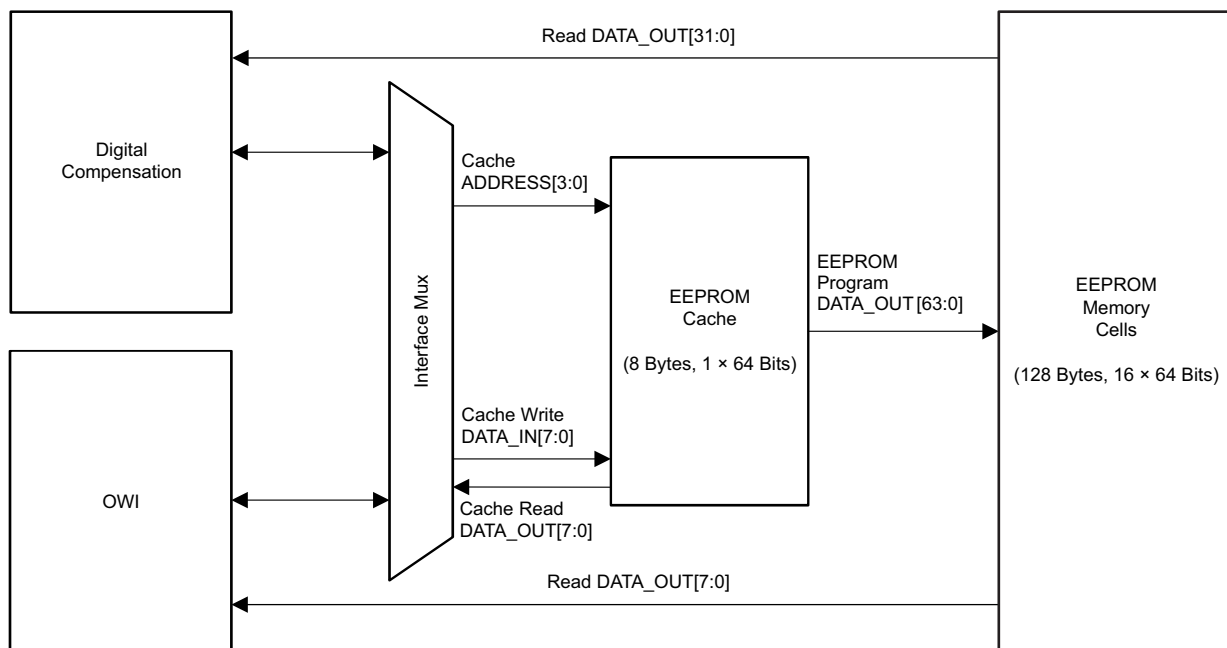 Read DATA_OUT[31:0]
Digital
Compensation
Cache
ADDRESS[3:0]
Interface Mux
EEPROM
Cache
(8 Bytes, 1 × 64 Bits)
EEPROM
Program
DATA_OUT[63:0]
EEPROM
Memory
Cells
(128 Bytes, 16 × 64 Bits)
Cache Write
DATA_IN[7:0]
OWI
Cache Read
DATA_OUT[7:0]
Read DATA_OUT[7:0]